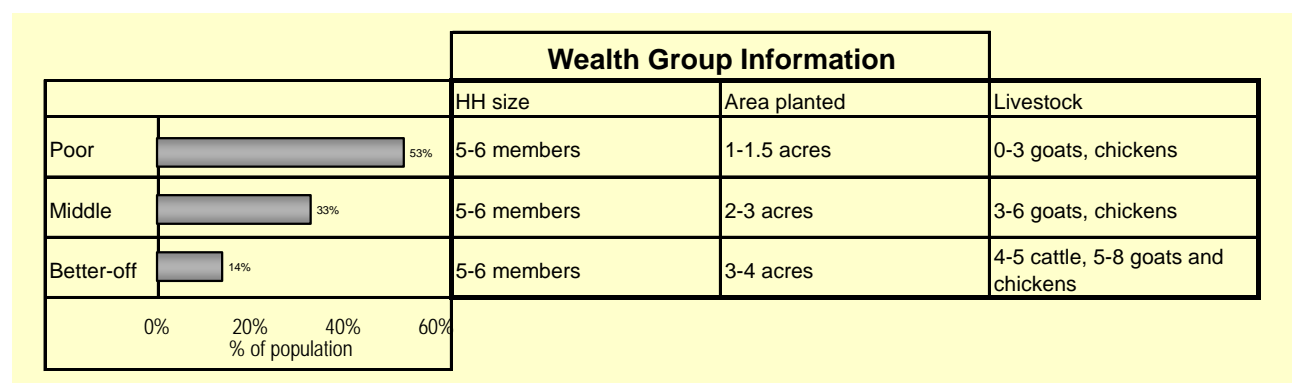 Wealth Group Information
HH size Area planted Livestock
Poor 53% 5-6 members 1-1.5 acres 0-3 goats, chickens
Middle 33% 5-6 members 2-3 acres 3-6 goats, chickens
Better-off 14% 5-6 members 3-4 acres 4-5 cattle, 5-8 goats and
chickens
0% 20% 40% 60%
% of population